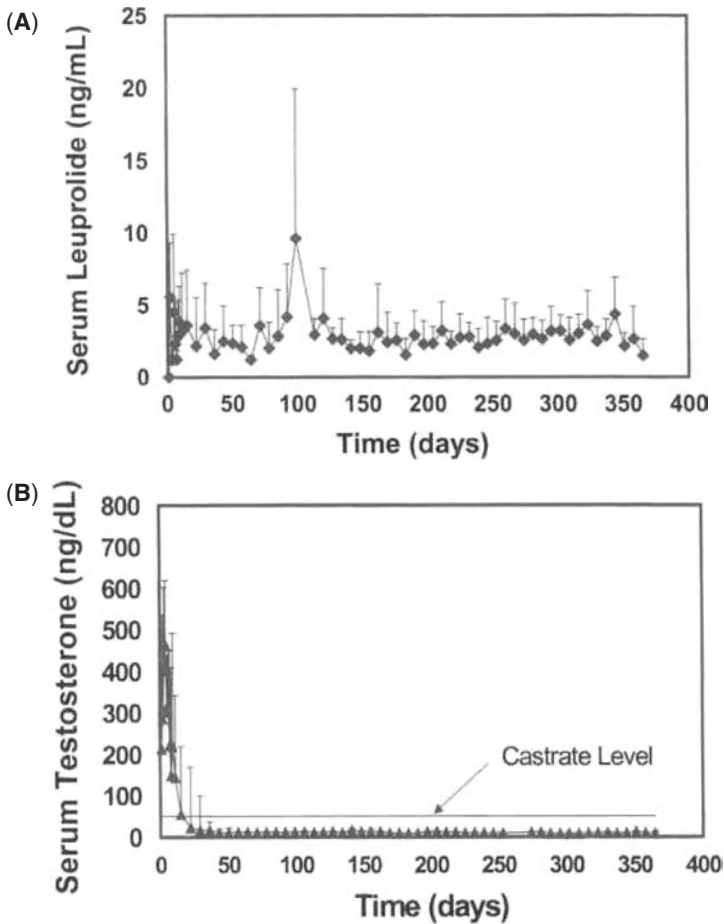 (A)
Serum Leuprolide (ng/mL)
25
20
15
10
5
0
0 50 100 150 200 250 300 350 400
Time (days)
(B)
Serum Testosterone (ng/dL)
800
700
600
500
400
300
200
100
0
Castrate Level
0 50 100 150 200 250 300 350 400
Time (days)